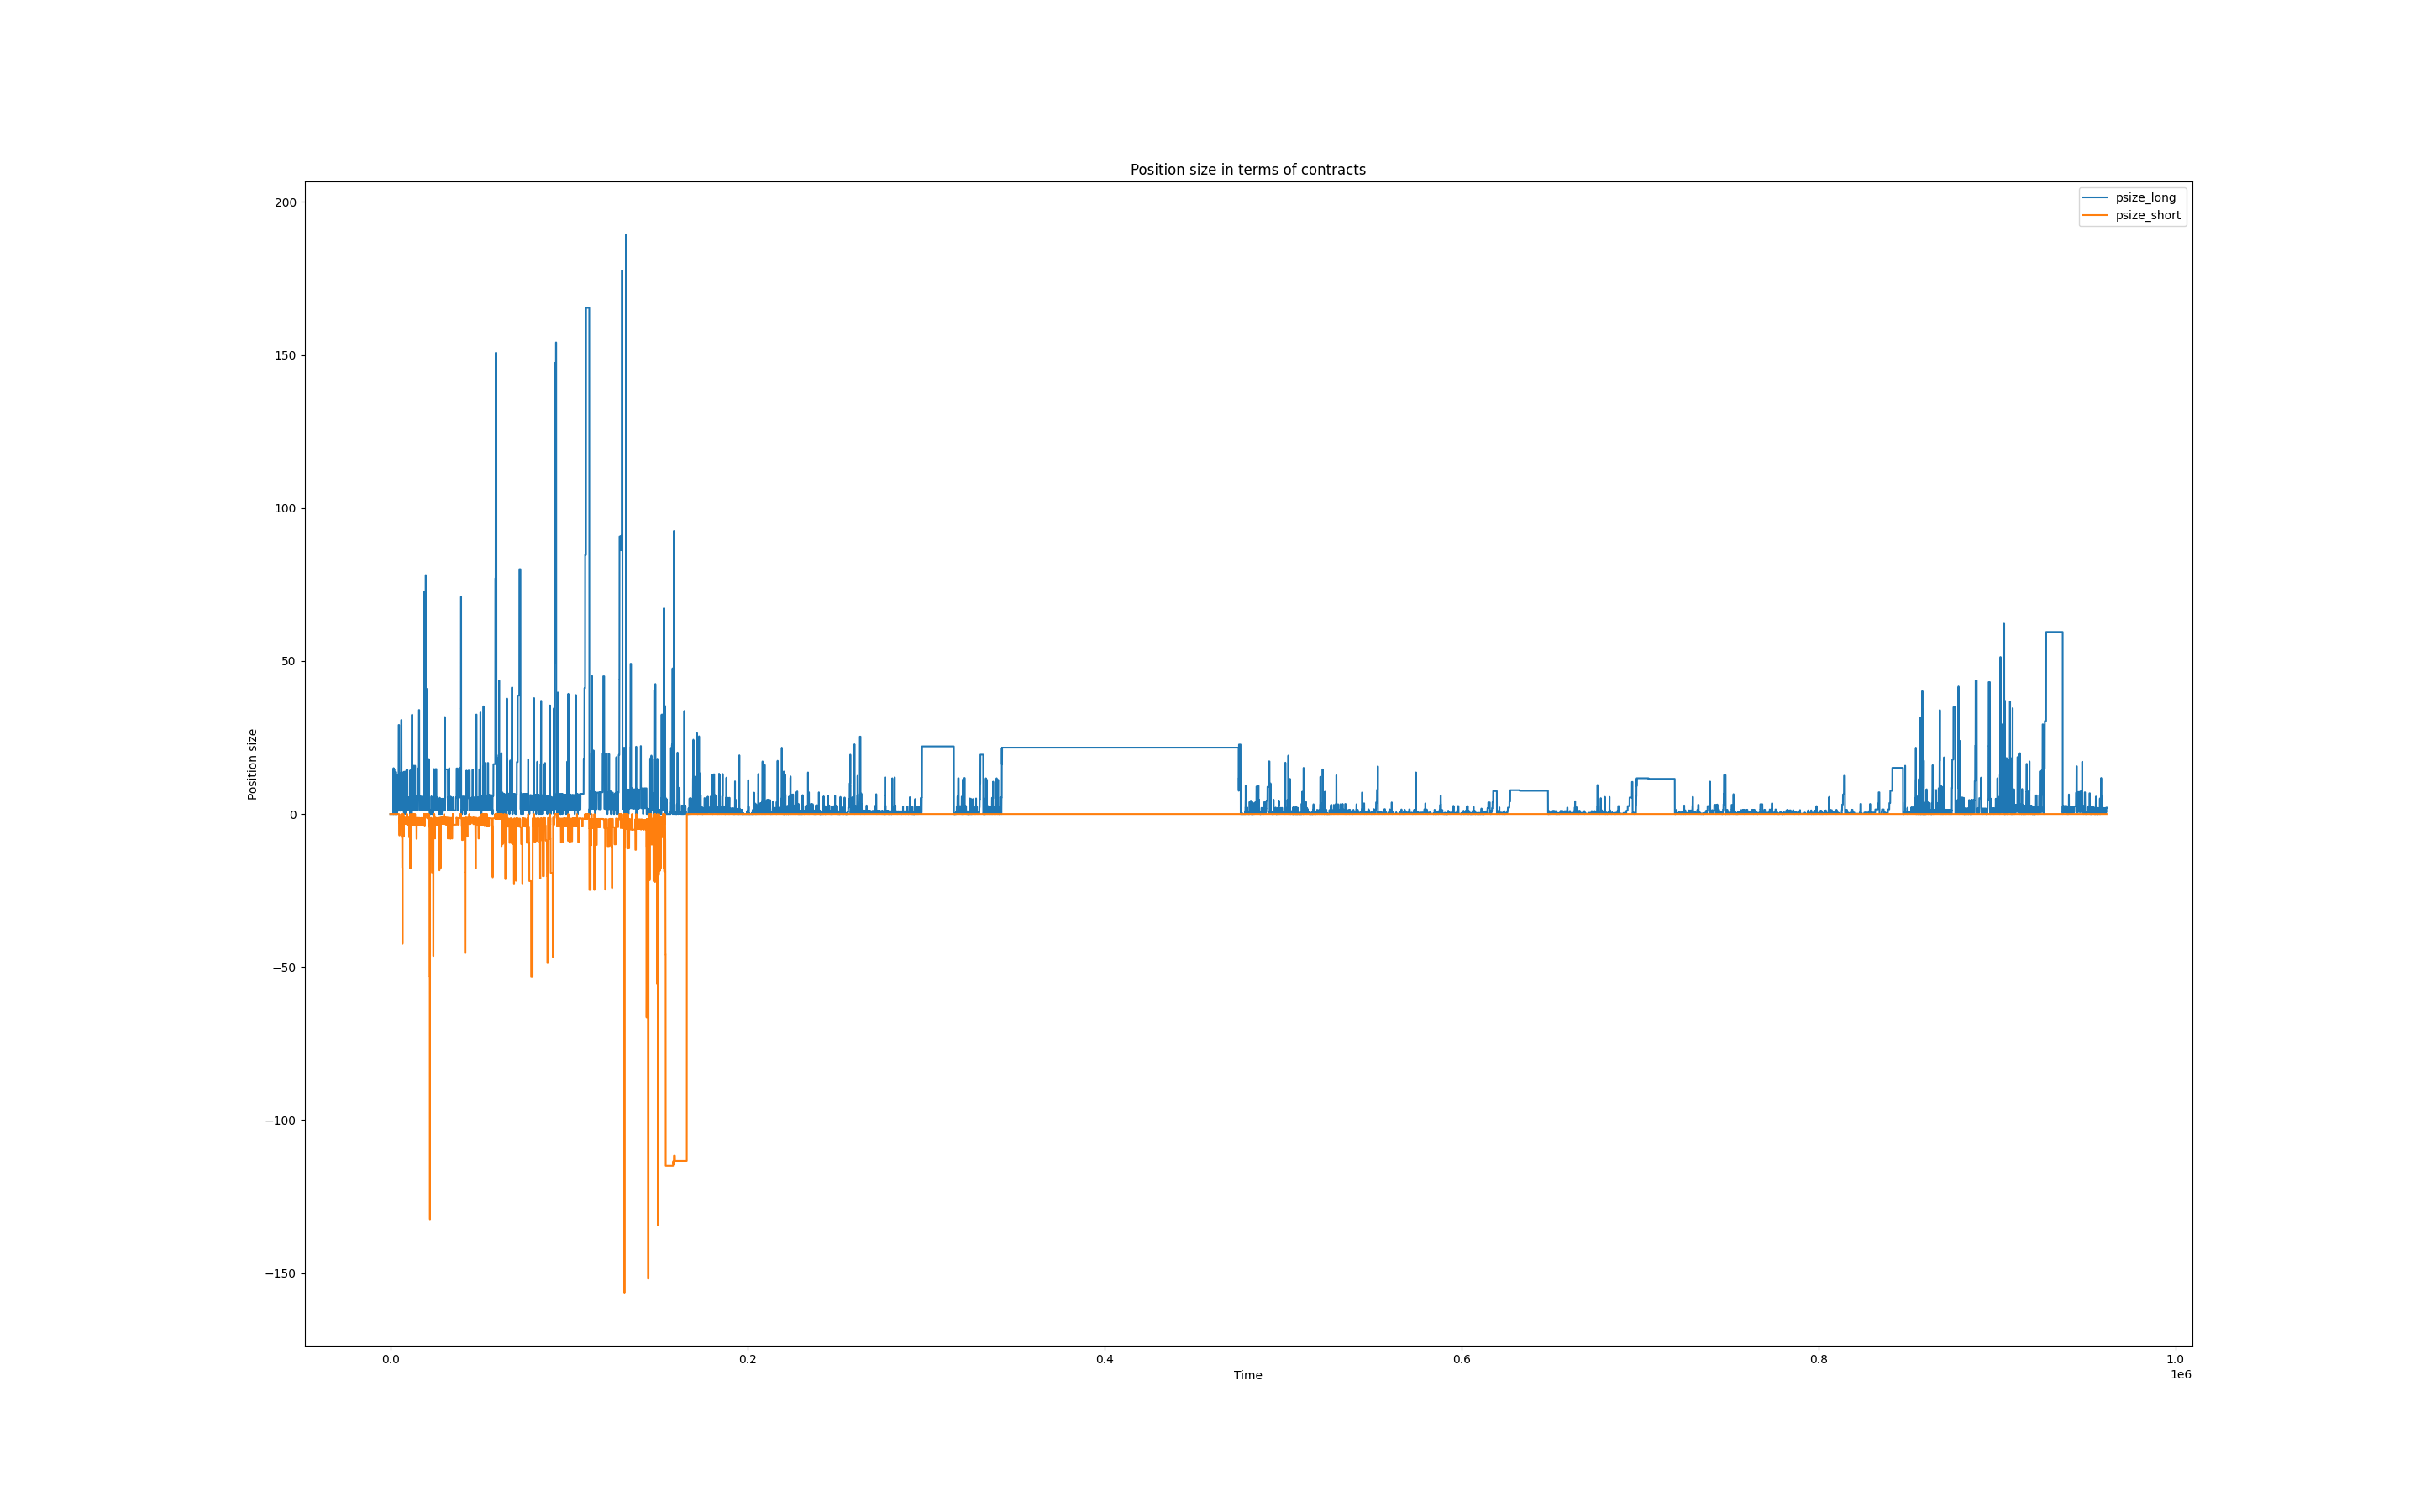 Position size in terms of contracts
psize_long
psize_short
Position size
200
150
100
50
0
−50
−100
−150
0.0
0.2
0.4
0.6
0.8
1.0
1e6
Time